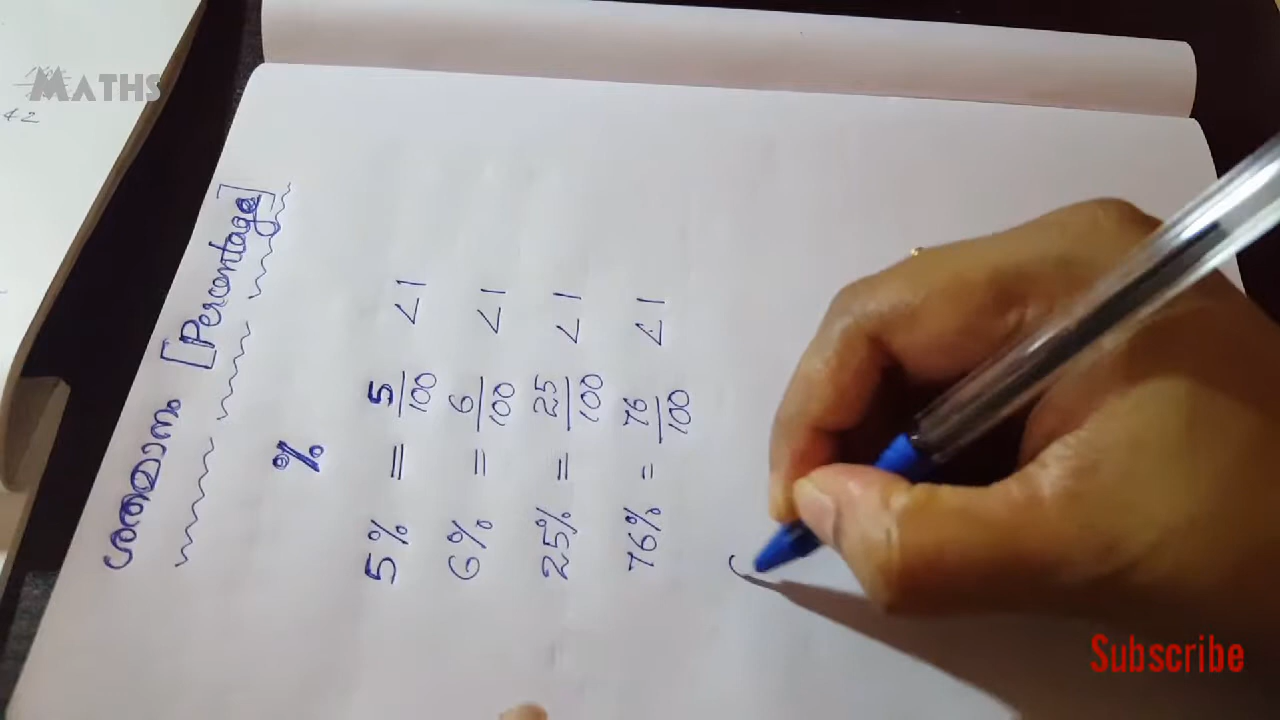 MATHS
42
ശതമാനം [Percentage]
%
5% = 5/100 <1
6% = 6/100 <1
25% = 25/100 <1
76% = 76/100 <1
Subscribe